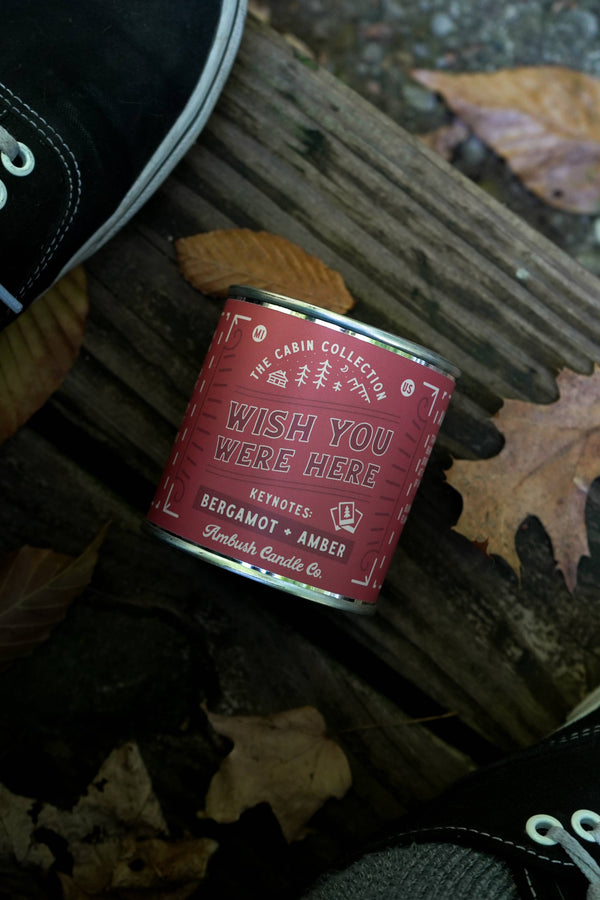 MI
THE CABIN COLLECTION
US
WISH YOU
WERE HERE
KEYNOTES:
BERGAMOT + AMBER
Ambush Candle Co.